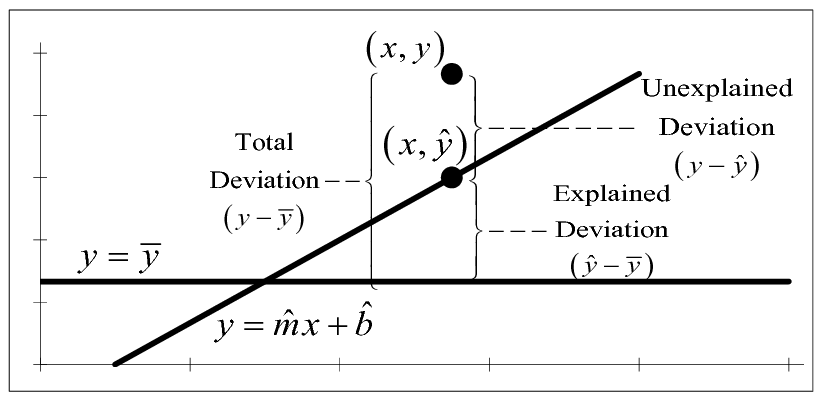 (x, y)
Unexplained
Deviation
(y − ŷ)
(x, ŷ)
Total
Deviation
(y − y̅)
Explained
Deviation
(ŷ − y̅)
y = y̅
y = m̂x + b̂